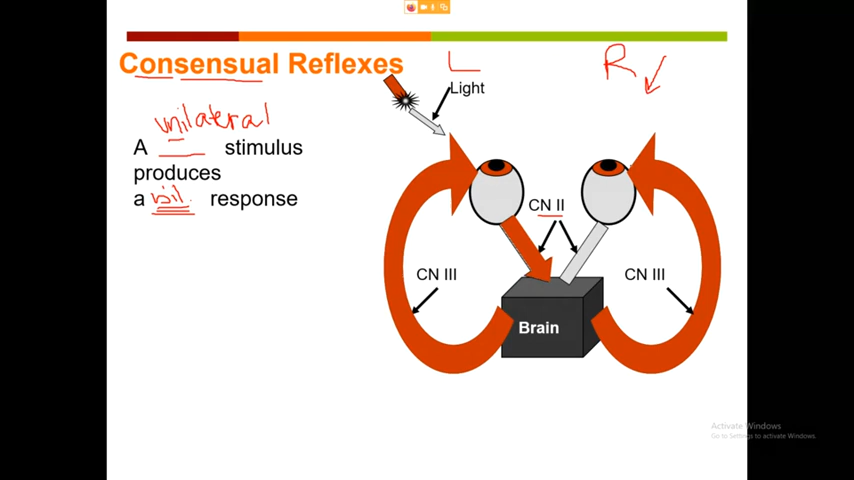 Consensual Reflexes
L
R
Light
unilateral
A ____ stimulus
produces
a bil. response
CN II
CN III
CN III
Brain
Activate Windows
Go to Settings to activate Windows.